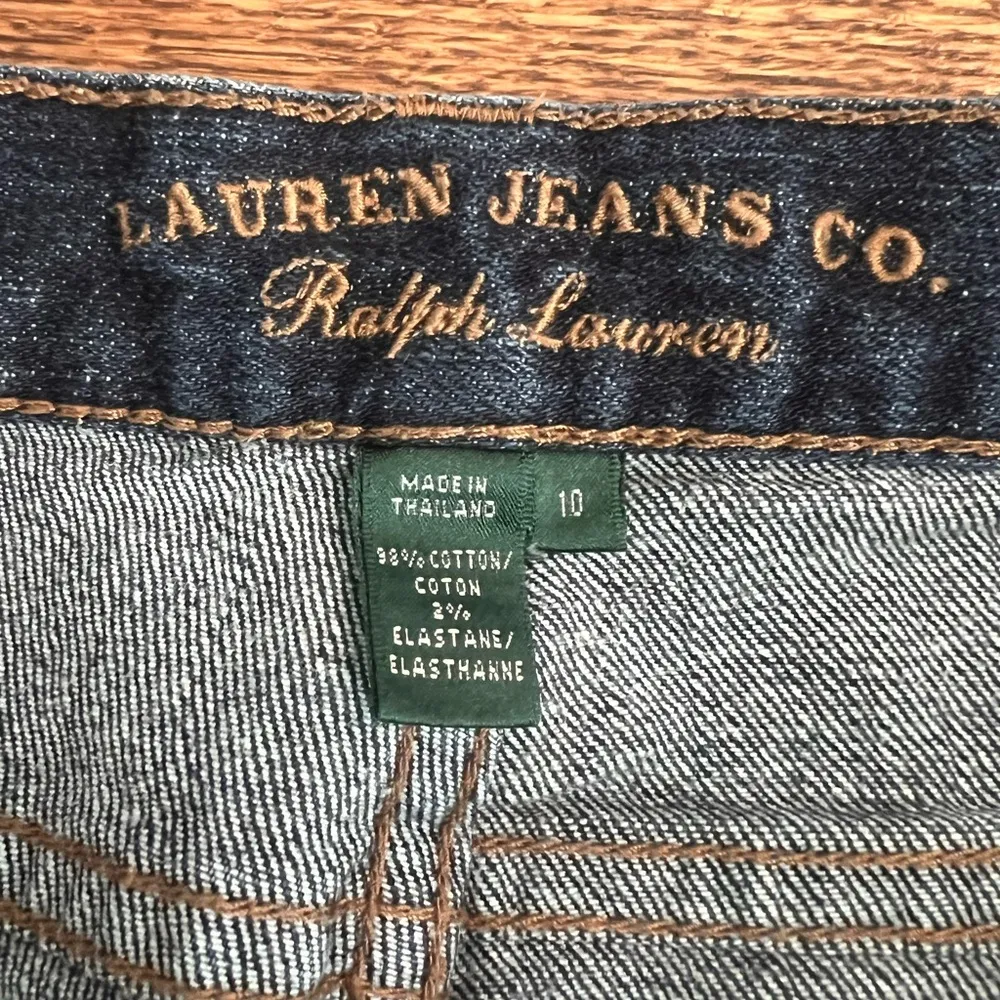 LAUREN JEANS CO.
Ralph Lauren
MADE IN
THAILAND
10
98% COTTON/
COTON
2%
ELASTANE/
ELASTHANNE